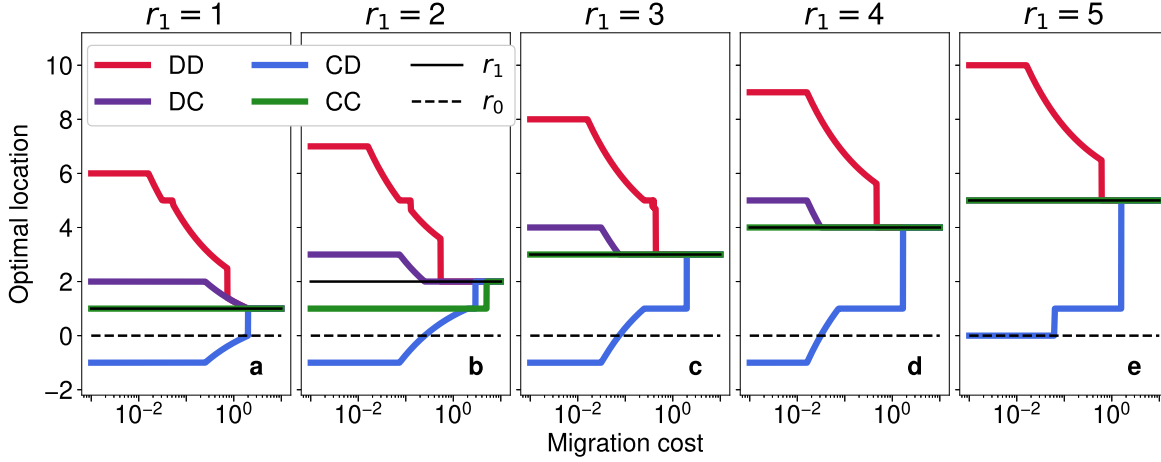 r₁ = 1 r₁ = 2 r₁ = 3 r₁ = 4 r₁ = 5
DD CD r₁
DC CC r₀
Optimal location
10
8
6
4
2
0
−2
a b c d e
10⁻² 10⁰ 10⁻² 10⁰ 10⁻² 10⁰ 10⁻² 10⁰ 10⁻² 10⁰
Migration cost